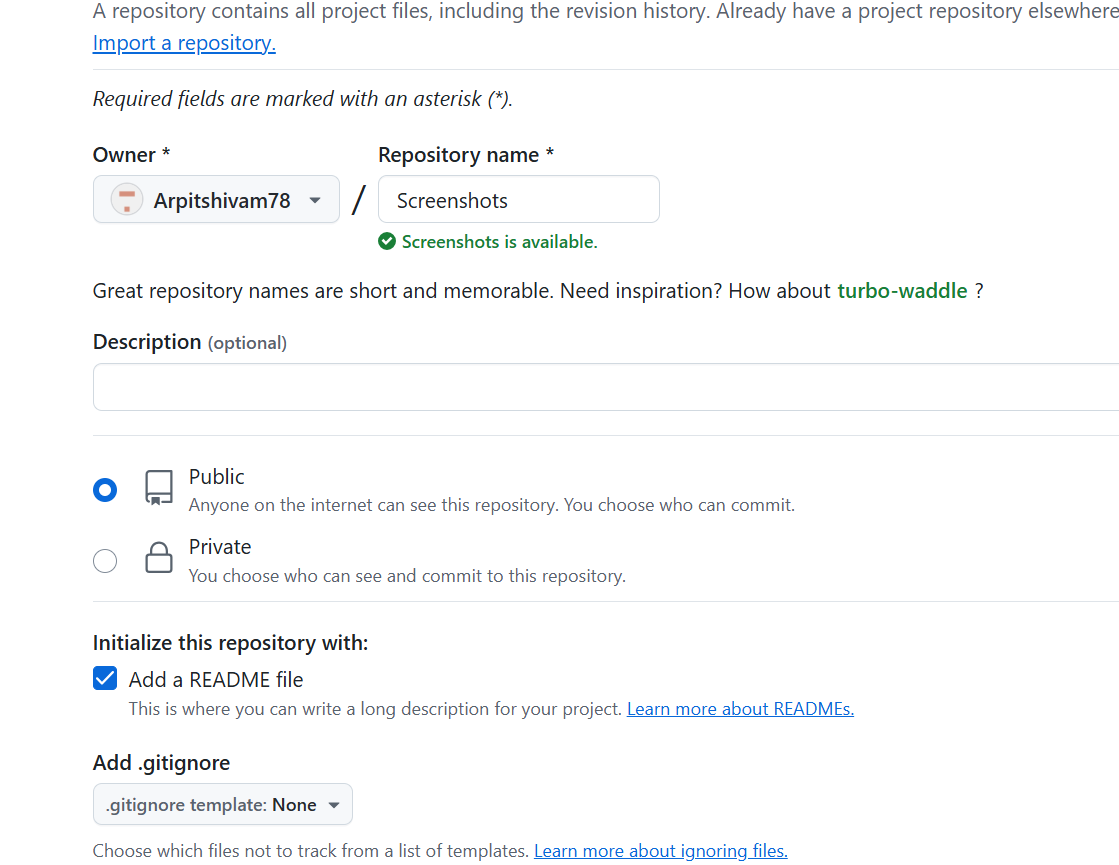 A repository contains all project files, including the revision history. Already have a project repository elsewhere
Import a repository.
Required fields are marked with an asterisk (*).
Owner *
Repository name *
Arpitshivam78
/
Screenshots
Screenshots is available.
Great repository names are short and memorable. Need inspiration? How about turbo-waddle ?
Description (optional)
Public
Anyone on the internet can see this repository. You choose who can commit.
Private
You choose who can see and commit to this repository.
Initialize this repository with:
Add a README file
This is where you can write a long description for your project. Learn more about READMEs.
Add .gitignore
.gitignore template: None
Choose which files not to track from a list of templates. Learn more about ignoring files.